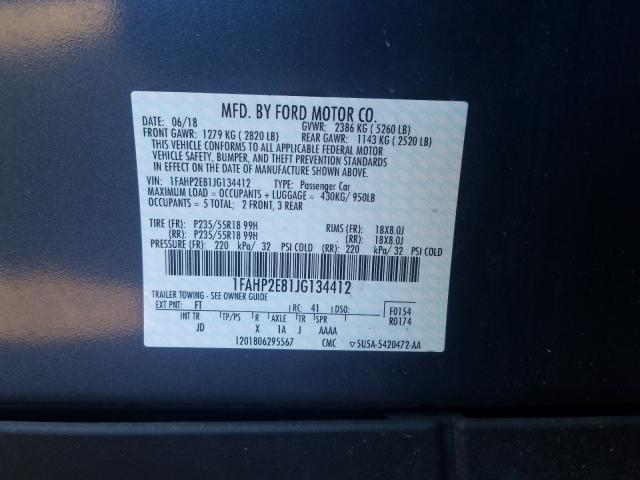 MFD. BY FORD MOTOR CO.
DATE: 06/18 GVWR: 2386 KG ( 5260 LB)
FRONT GAWR: 1279 KG ( 2820 LB) REAR GAWR: 1143 KG ( 2520 LB)
THIS VEHICLE CONFORMS TO ALL APPLICABLE FEDERAL MOTOR
VEHICLE SAFETY, BUMPER, AND THEFT PREVENTION STANDARDS
IN EFFECT ON THE DATE OF MANUFACTURE SHOWN ABOVE.
VIN: 1FAHP2E81JG134412 TYPE: Passenger Car
MAXIMUM LOAD = OCCUPANTS + LUGGAGE = 430KG / 950LB
OCCUPANTS = 5 TOTAL; 2 FRONT, 3 REAR
TIRE (FR): P235/55R18 99H RIMS (FR): 18X8.0J
(RR): P235/55R18 99H (RR): 18X8.0J
PRESSURE (FR): 220 kPa/ 32 PSI COLD (RR) 220 kPa/ 32 PSI COLD
1FAHP2E81JG134412
TRAILER TOWING - SEE OWNER GUIDE
EXT PNT: FT RC: 41 DSO: F0154
INT TR TP/PS R AXLE TR SPR R0174
JD X 1A J AAAA
1201806295567 CMC ▽5U5A-5420472-AA